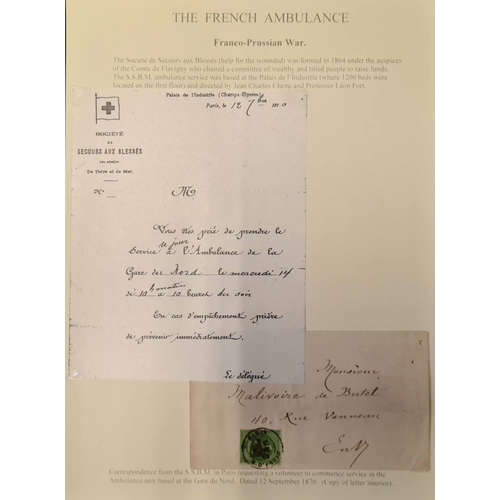 THE FRENCH AMBULANCE
Franco-Prussian War.
The Société de Secours aux Blessés (help for the wounded) was formed in 1864 under the auspices
of the Comte de Flavigny who chaired a committee of wealthy and titled people to raise funds.
The S.S.B.M. ambulance service was based at the Palais de l'Industrie (where 1200 beds were
located on the first floor) and directed by Jean Charles Chenu and Professor Léon Fort.
Palais de l'Industrie (Champs-Élysées)
Paris, le 12 7bre
SOCIÉTÉ
DE
SECOURS AUX BLESSÉS
DES ARMÉES
De Terre et de Mer.
No
M
Vous êtes prié de prendre le
Service de jour à l'Ambulance de la
Gare du Nord le mercredi 14
de 10h matin à 10 heures du soir
En cas d'empêchement prière
de prévenir immédiatement.
Le délégué
Monsieur
Malivoire de Butet
40, Rue Vanneau
PARIS
Correspondence from the S.S.B.M. in Paris requesting a volunteer to commence service in the
Ambulance unit based at the Gare du Nord. Dated 12 September 1870. (Copy of letter interior).